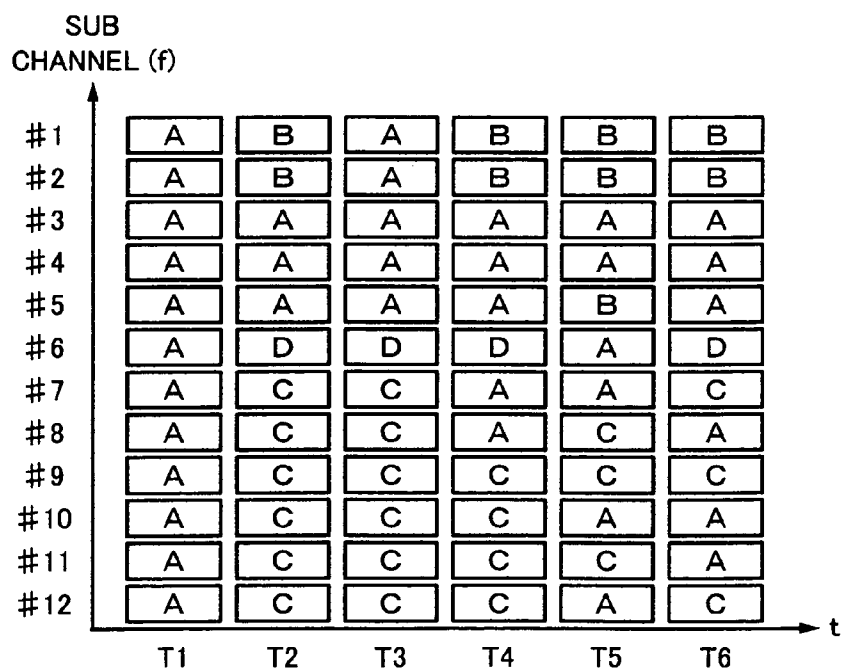 SUB
CHANNEL (f)
#1 A B A B B B
#2 A B A B B B
#3 A A A A A A
#4 A A A A A A
#5 A A A A B A
#6 A D D D A D
#7 A C C A A C
#8 A C C A C A
#9 A C C C C C
#10 A C C C A A
#11 A C C C C A
#12 A C C C A C
t
T1 T2 T3 T4 T5 T6